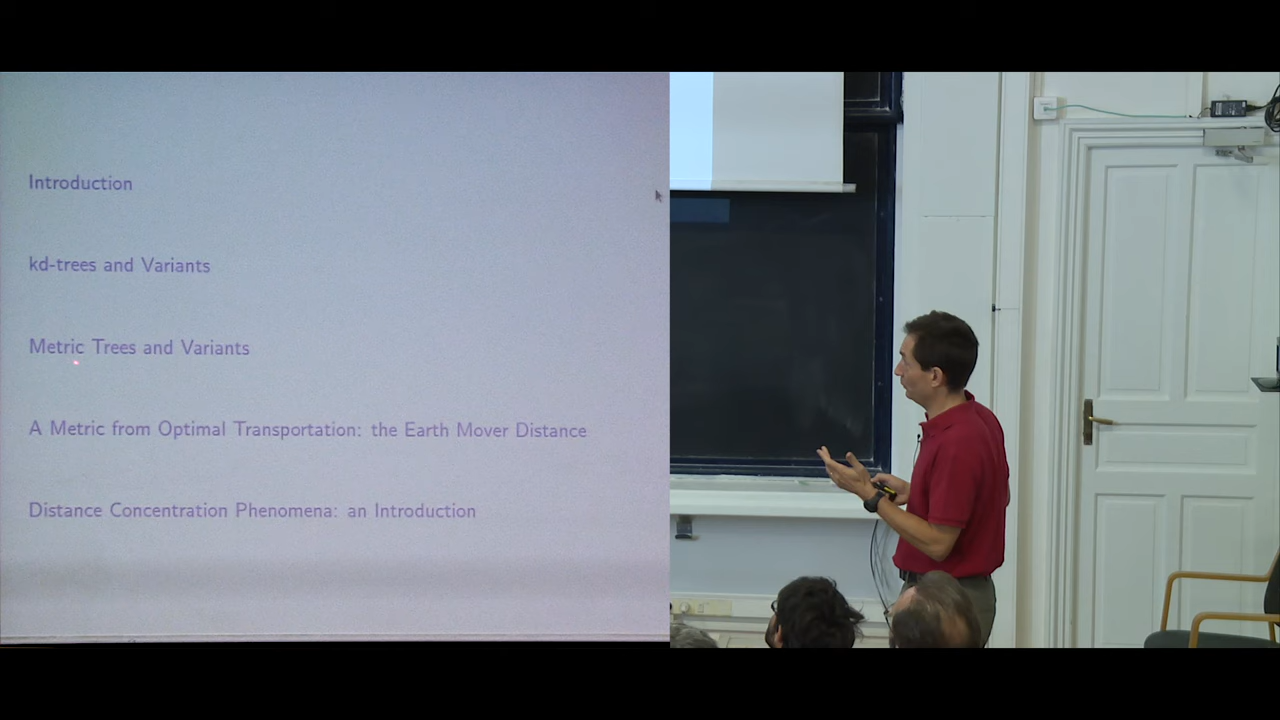 Introduction
kd-trees and Variants
Metric Trees and Variants
A Metric from Optimal Transportation: the Earth Mover Distance
Distance Concentration Phenomena: an Introduction